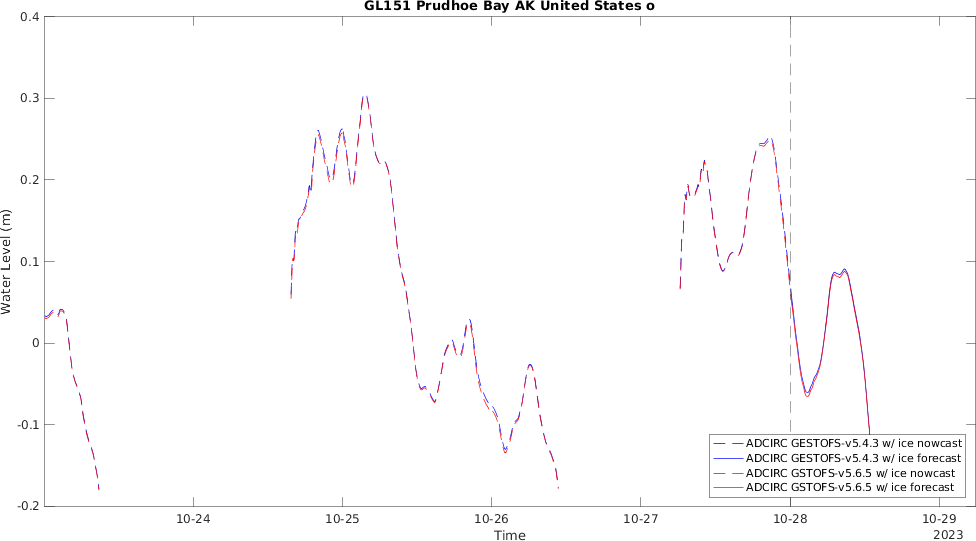 GL151 Prudhoe Bay AK United States o
0.4
0.3
0.2
0.1
0
-0.1
-0.2
Water Level (m)
10-24
10-25
10-26
10-27
10-28
10-29
Time
2023
ADCIRC GESTOFS-v5.4.3 w/ ice nowcast
ADCIRC GESTOFS-v5.4.3 w/ ice forecast
ADCIRC GSTOFS-v5.6.5 w/ ice nowcast
ADCIRC GSTOFS-v5.6.5 w/ ice forecast